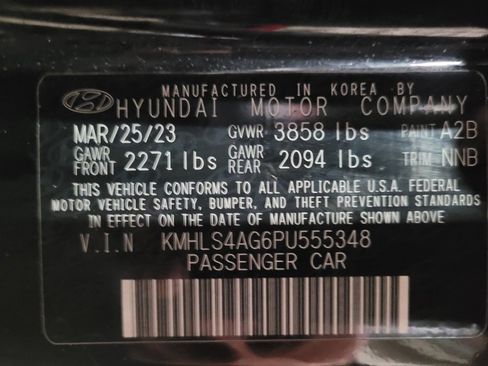 MANUFACTURED IN KOREA BY
HYUNDAI MOTOR COMPANY
MAR/25/23 GVWR 3858 lbs PAINT A2B
GAWR FRONT 2271 lbs GAWR REAR 2094 lbs TRIM NNB
THIS VEHICLE CONFORMS TO ALL APPLICABLE U.S.A. FEDERAL
MOTOR VEHICLE SAFETY, BUMPER, AND THEFT PREVENTION STANDARDS
IN EFFECT ON THE DATE OF MANUFACTURE SHOWN ABOVE
V.I.N KMHLS4AG6PU555348
PASSENGER CAR